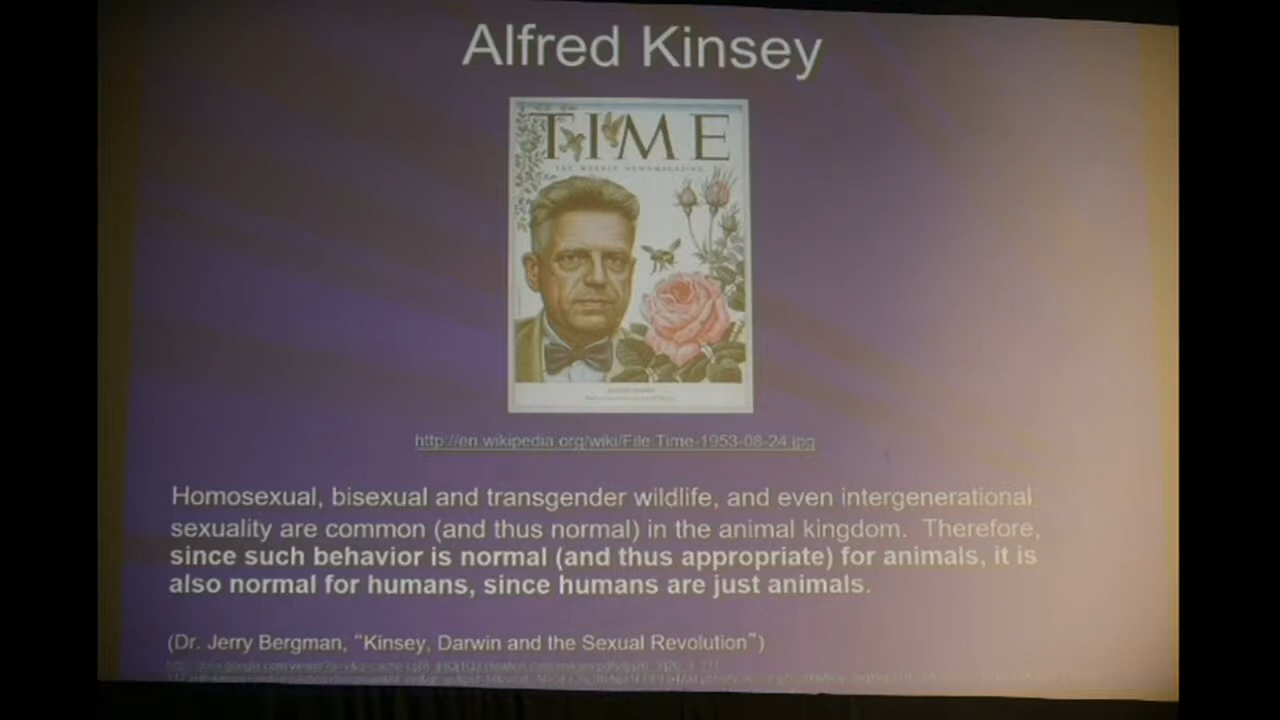 Alfred Kinsey
TIME
THE WEEKLY NEWSMAGAZINE
http://en.wikipedia.org/wiki/File:Time-1953-08-24.jpg
Homosexual, bisexual and transgender wildlife, and even intergenerational
sexuality are common (and thus normal) in the animal kingdom. Therefore,
since such behavior is normal (and thus appropriate) for animals, it is
also normal for humans, since humans are just animals.
(Dr. Jerry Bergman, “Kinsey, Darwin and the Sexual Revolution”)